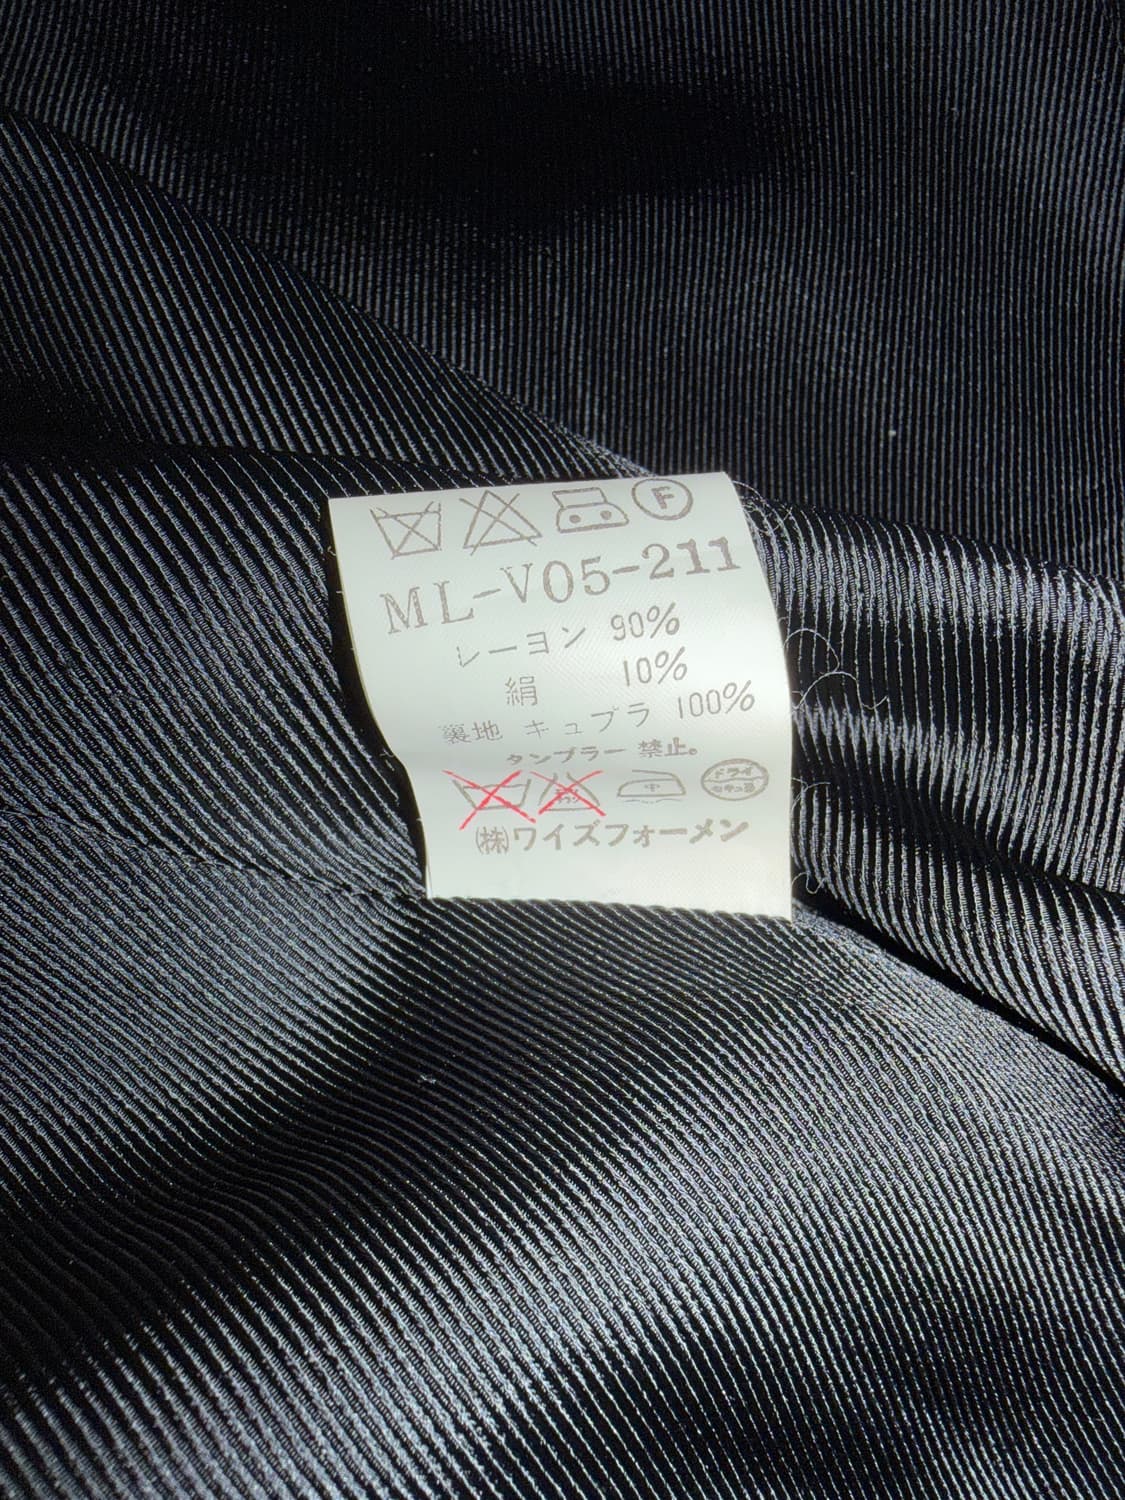 F
ML-V05-211
レーヨン 90%
絹 10%
裏地 キュプラ 100%
タンブラー 禁止。
中 ドライ
㈱ワイズフォーメン